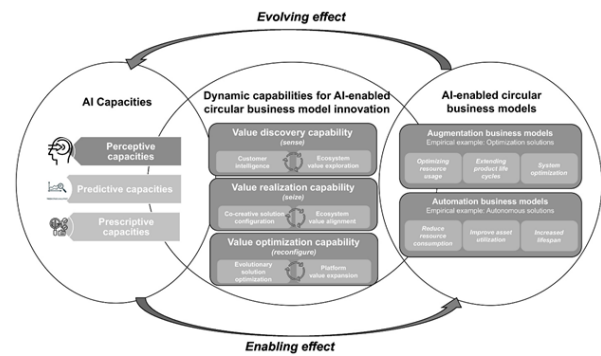 Evolving effect
AI Capacities
Perceptive
capacities
Predictive capacities
Prescriptive
capacities
Dynamic capabilities for AI-enabled
circular business model innovation
Value discovery capability
(sense)
Customer
intelligence
Ecosystem
value exploration
Value realization capability
(seize)
Co-creative solution
configuration
Ecosystem
value alignment
Value optimization capability
(reconfigure)
Evolutionary
solution
optimization
Platform
value expansion
AI-enabled circular
business models
Augmentation business models
Empirical example: Optimization solutions
Optimizing
resource
usage
Extending
product life
cycles
System
optimization
Automation business models
Empirical example: Autonomous solutions
Reduce
resource
consumption
Improve asset
utilization
Increased
lifespan
Enabling effect